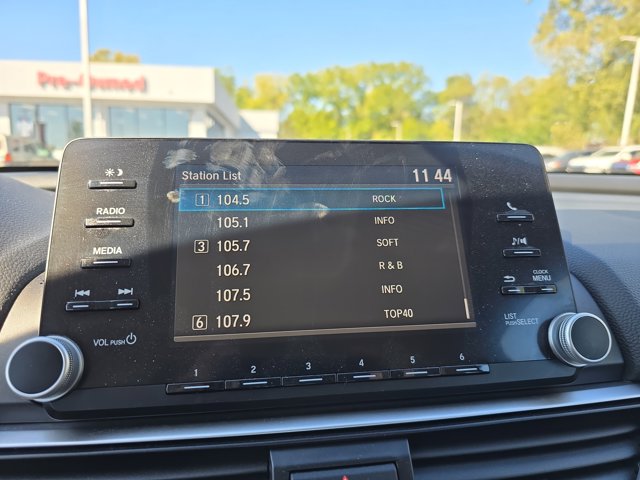 Pre-Owned
Station List 11 44
1 104.5 ROCK
105.1 INFO
3 105.7 SOFT
106.7 R & B
107.5 INFO
6 107.9 TOP40
RADIO
MEDIA
VOL PUSH
CLOCK
MENU
LIST
PUSH SELECT
1 2 3 4 5 6